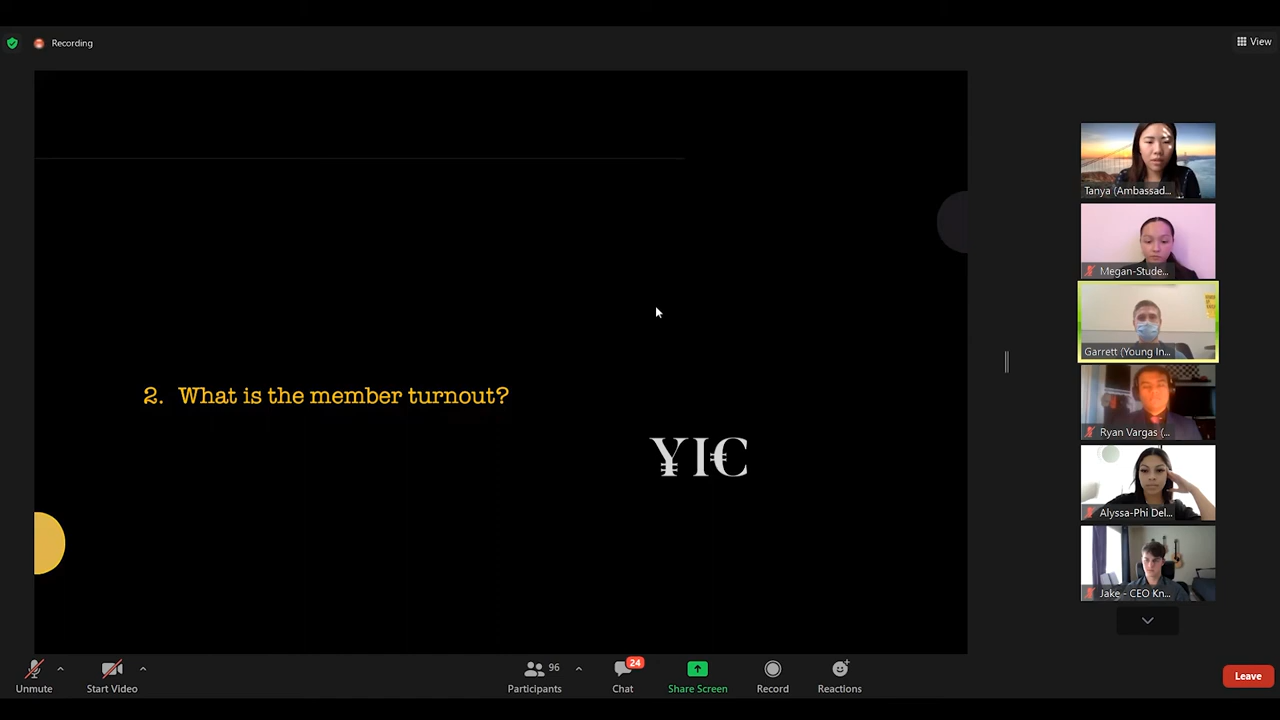 Recording
View
2. What is the member turnout?
¥I€
Tanya (Ambassad...
Megan-Stude...
Garrett (Young In...
Ryan Vargas (...
Alyssa-Phi Del...
Jake - CEO Kn...
Unmute
Start Video
96
Participants
24
Chat
Share Screen
Record
Reactions
Leave